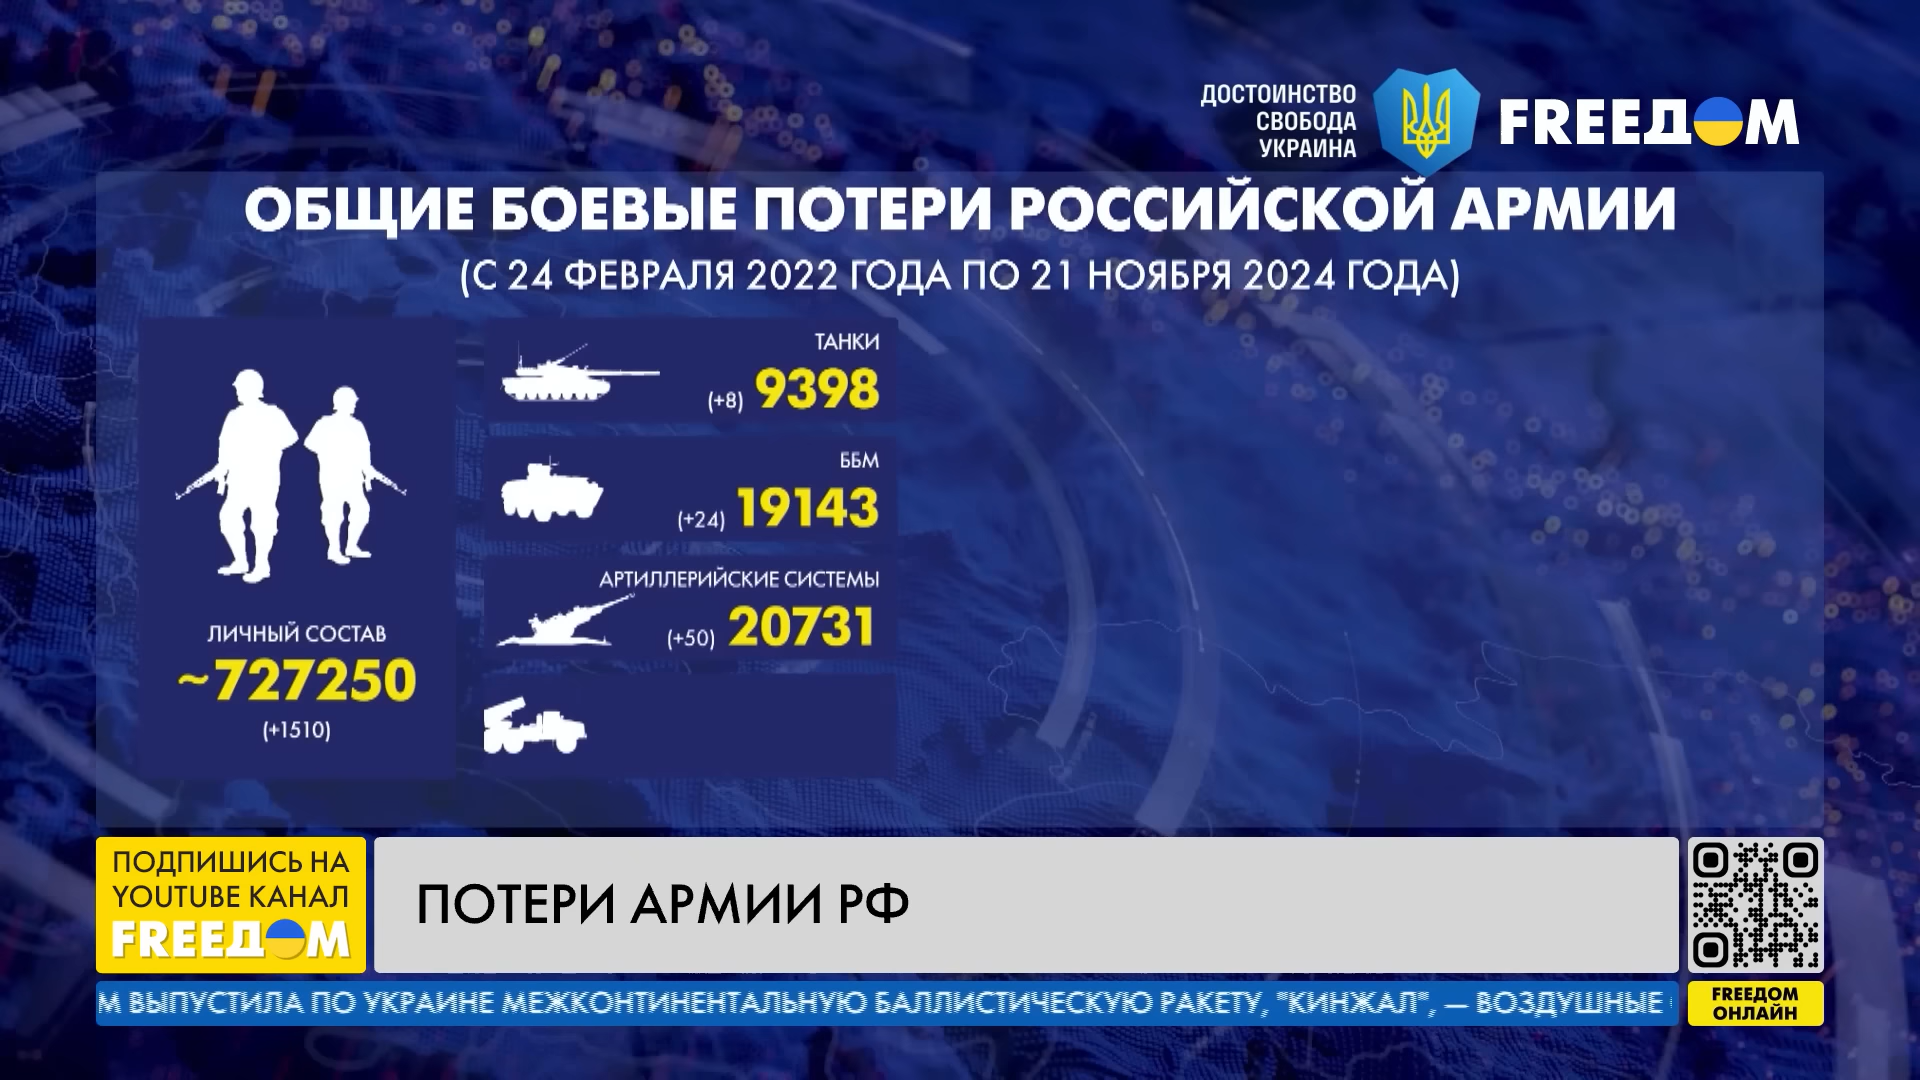 ДОСТОИНСТВО
СВОБОДА
УКРАИНА
FREEДОМ
ОБЩИЕ БОЕВЫЕ ПОТЕРИ РОССИЙСКОЙ АРМИИ
(С 24 ФЕВРАЛЯ 2022 ГОДА ПО 21 НОЯБРЯ 2024 ГОДА)
ЛИЧНЫЙ СОСТАВ
~727250
(+1510)
ТАНКИ
(+8) 9398
ББМ
(+24) 19143
АРТИЛЛЕРИЙСКИЕ СИСТЕМЫ
(+50) 20731
ПОДПИШИСЬ НА
YOUTUBE КАНАЛ
FREEДОМ
ПОТЕРИ АРМИИ РФ
М ВЫПУСТИЛА ПО УКРАИНЕ МЕЖКОНТИНЕНТАЛЬНУЮ БАЛЛИСТИЧЕСКУЮ РАКЕТУ, "КИНЖАЛ", — ВОЗДУШНЫЕ
FREEДОМ
ОНЛАЙН